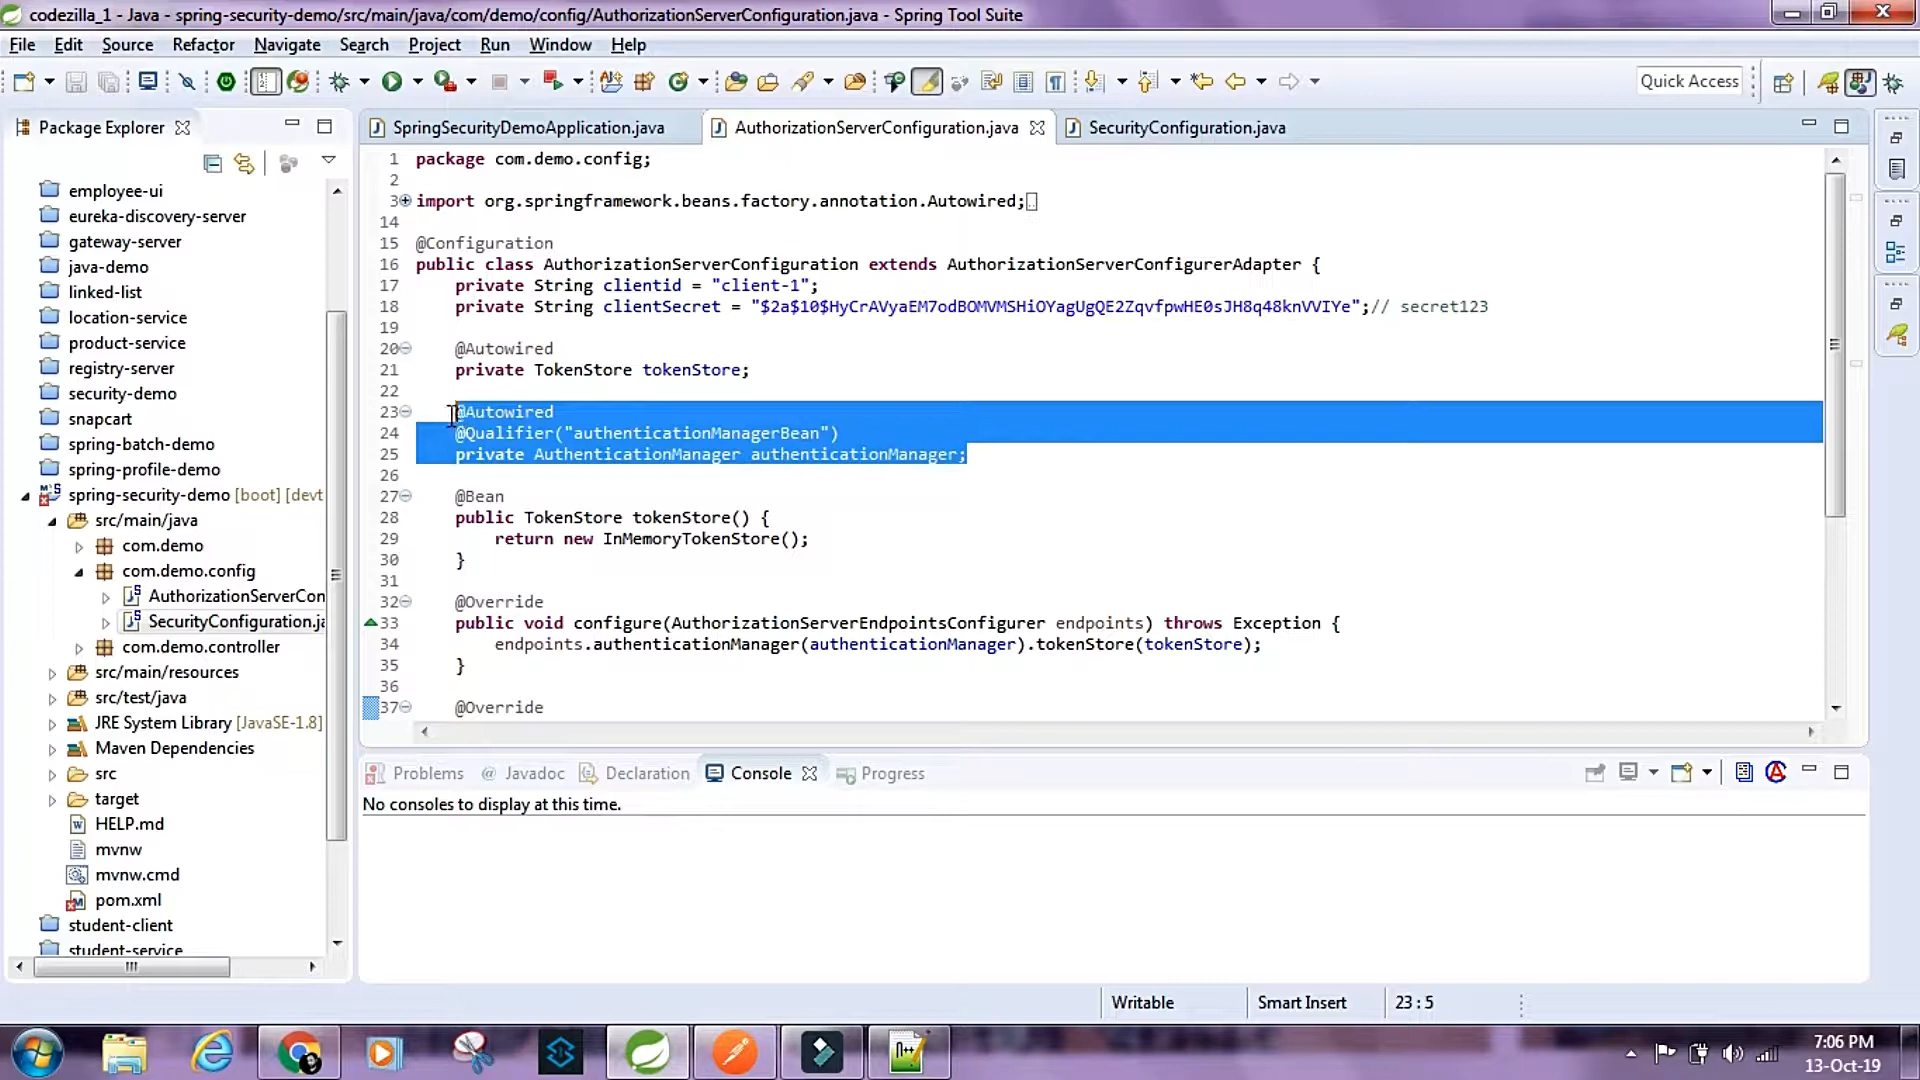 codezilla_1 - Java - spring-security-demo/src/main/java/com/demo/config/AuthorizationServerConfiguration.java - Spring Tool Suite
File Edit Source Refactor Navigate Search Project Run Window Help
Quick Access
Package Explorer
employee-ui
eureka-discovery-server
gateway-server
java-demo
linked-list
location-service
product-service
registry-server
security-demo
snapcart
spring-batch-demo
spring-profile-demo
spring-security-demo [boot] [devt
src/main/java
com.demo
com.demo.config
AuthorizationServerCon
SecurityConfiguration.ja
com.demo.controller
src/main/resources
src/test/java
JRE System Library [JavaSE-1.8]
Maven Dependencies
src
target
HELP.md
mvnw
mvnw.cmd
pom.xml
student-client
student-service
SpringSecurityDemoApplication.java AuthorizationServerConfiguration.java SecurityConfiguration.java
1 package com.demo.config;
2
3 import org.springframework.beans.factory.annotation.Autowired;
14
15 @Configuration
16 public class AuthorizationServerConfiguration extends AuthorizationServerConfigurerAdapter {
17 private String clientid = "client-1";
18 private String clientSecret = "$2a$10$HyCrAVyaEM7odBOMVMSHiOYagUgQE2ZqvfpwHE0sJH8q48knVVIYe";// secret123
19
20 @Autowired
21 private TokenStore tokenStore;
22
23 @Autowired
24 @Qualifier("authenticationManagerBean")
25 private AuthenticationManager authenticationManager;
26
27 @Bean
28 public TokenStore tokenStore() {
29 return new InMemoryTokenStore();
30 }
31
32 @Override
33 public void configure(AuthorizationServerEndpointsConfigurer endpoints) throws Exception {
34 endpoints.authenticationManager(authenticationManager).tokenStore(tokenStore);
35 }
36
37 @Override
Problems @ Javadoc Declaration Console Progress
No consoles to display at this time.
Writable Smart Insert 23 : 5
7:06 PM
13-Oct-19